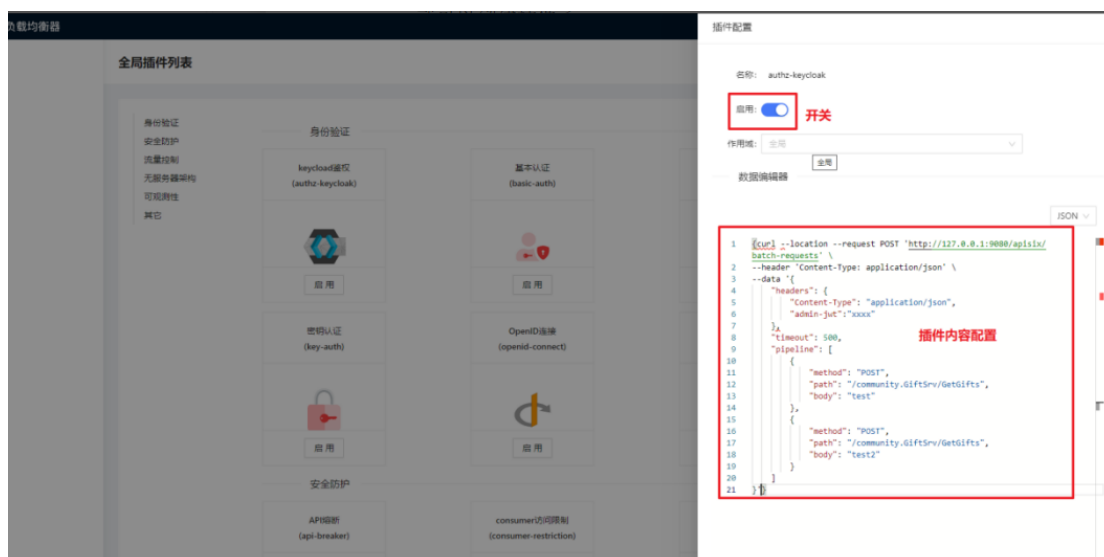 负载均衡器
插件配置
全局插件列表
名称: authz-keycloak
启用:
开关
作用域: 全局
全局
数据编辑器
JSON
身份验证
安全防护
流量控制
无服务器架构
可观测性
其它
身份验证
keycload鉴权
(authz-keycloak)
基本认证
(basic-auth)
启用
启用
密钥认证
(key-auth)
OpenID连接
(openid-connect)
启用
启用
安全防护
API熔断
(api-breaker)
consumer访问限制
(consumer-restriction)
1 {curl --location --request POST 'http://127.0.0.1:9080/apisix/
batch-requests' \
2 --header 'Content-Type: application/json' \
3 --data '{
4 "headers": {
5 "Content-Type": "application/json",
6 "admin-jwt":"xxxx"
7 },
8 "timeout": 500,
9 "pipeline": [
10 {
11 "method": "POST",
12 "path": "/community.GiftSrv/GetGifts",
13 "body": "test"
14 },
15 {
16 "method": "POST",
17 "path": "/community.GiftSrv/GetGifts",
18 "body": "test2"
19 }
20 ]
21 }'}
插件内容配置